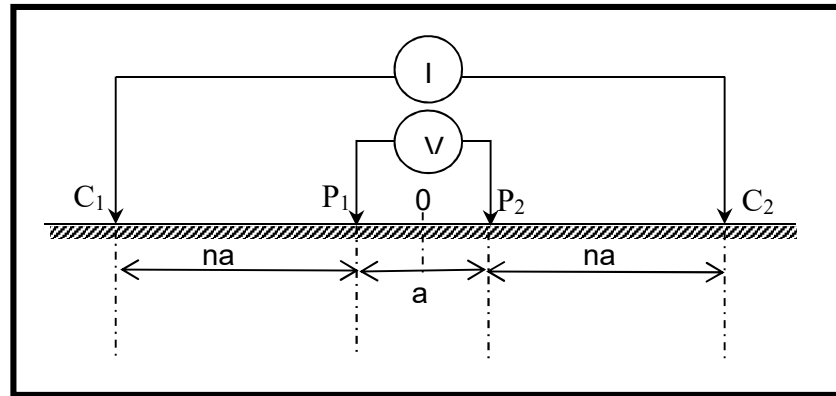 I
V
C₁ P₁ 0 P₂ C₂
na a na